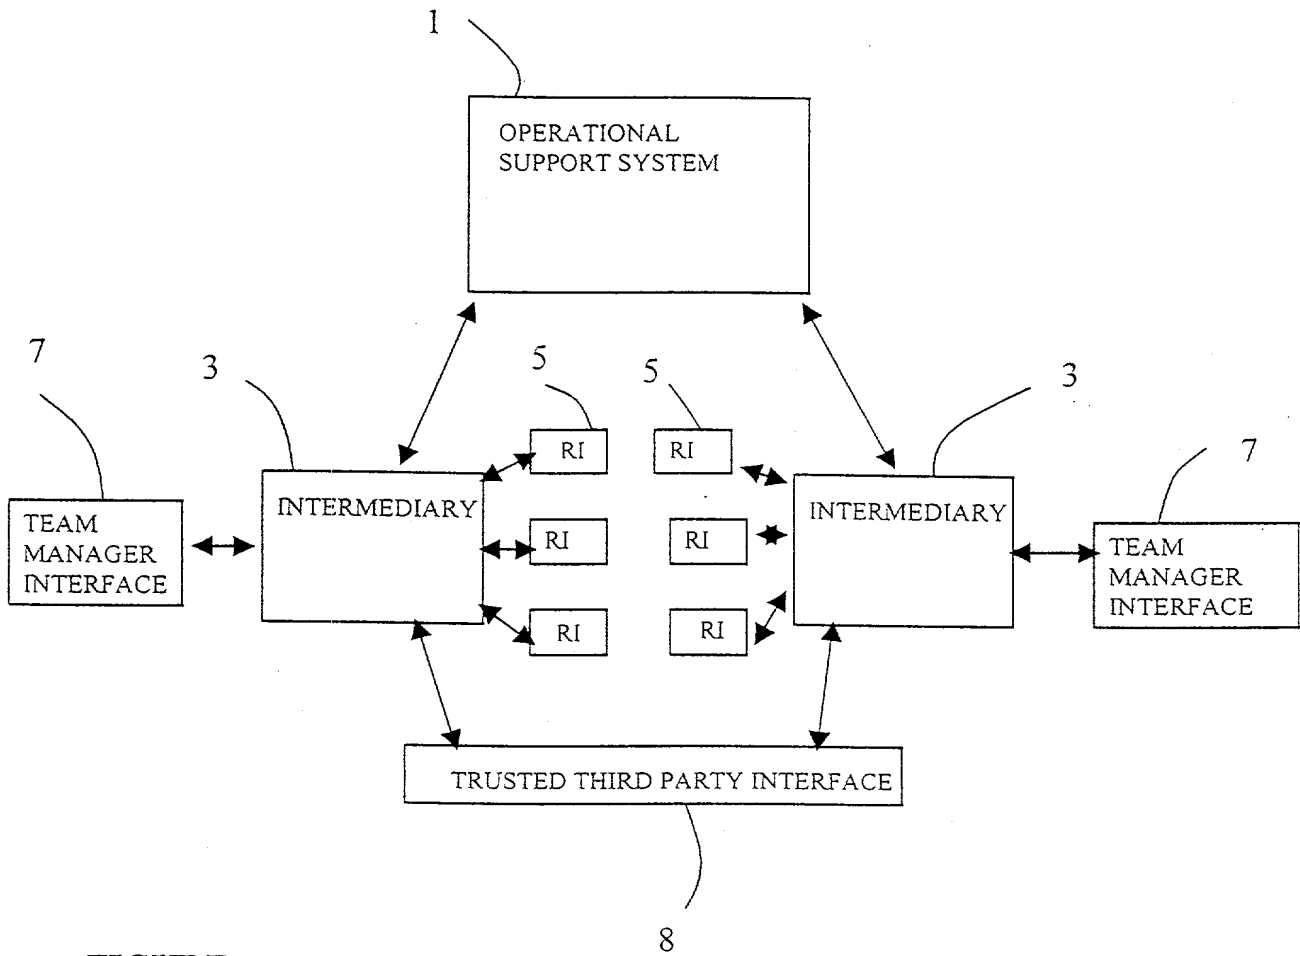 1
OPERATIONAL
SUPPORT SYSTEM
7
3
5
5
3
7
RI
RI
INTERMEDIARY
INTERMEDIARY
TEAM
MANAGER
INTERFACE
RI
RI
TEAM
MANAGER
INTERFACE
RI
RI
TRUSTED THIRD PARTY INTERFACE
8